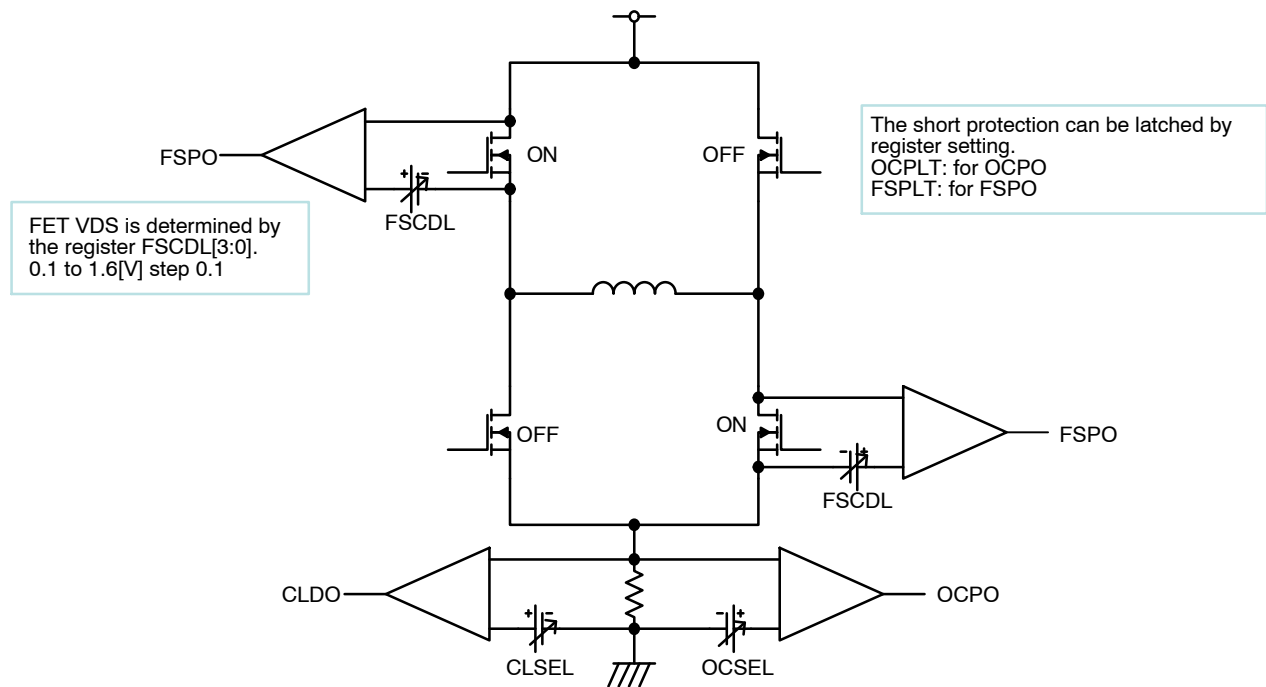 The short protection can be latched by
register setting.
OCPLT: for OCPO
FSPLT: for FSPO
FSPO
ON
OFF
+ -
FSCDL
FET VDS is determined by
the register FSCDL[3:0].
0.1 to 1.6[V] step 0.1
OFF
ON
FSPO
- +
FSCDL
CLDO
OCPO
+ -
- +
CLSEL
OCSEL